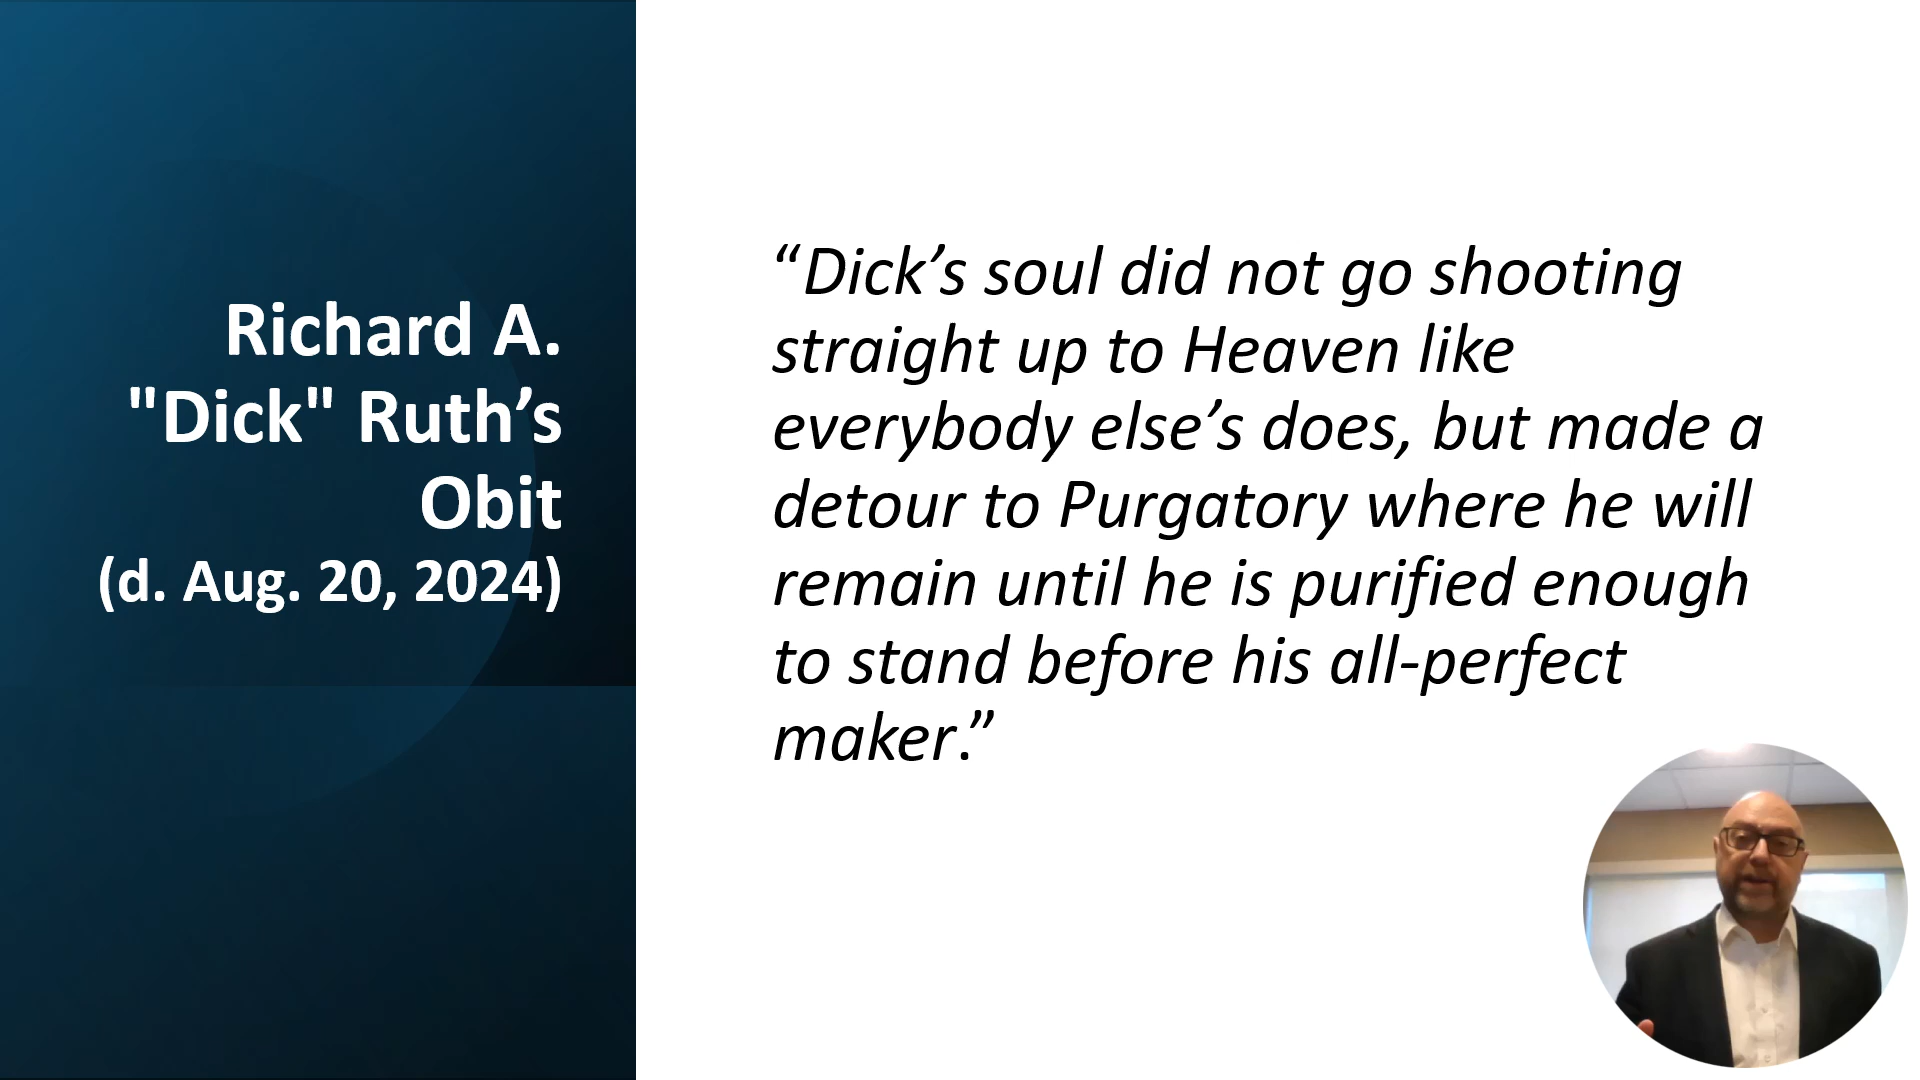 Richard A.
"Dick" Ruth’s
Obit
(d. Aug. 20, 2024)
“Dick’s soul did not go shooting
straight up to Heaven like
everybody else’s does, but made a
detour to Purgatory where he will
remain until he is purified enough
to stand before his all-perfect
maker.”